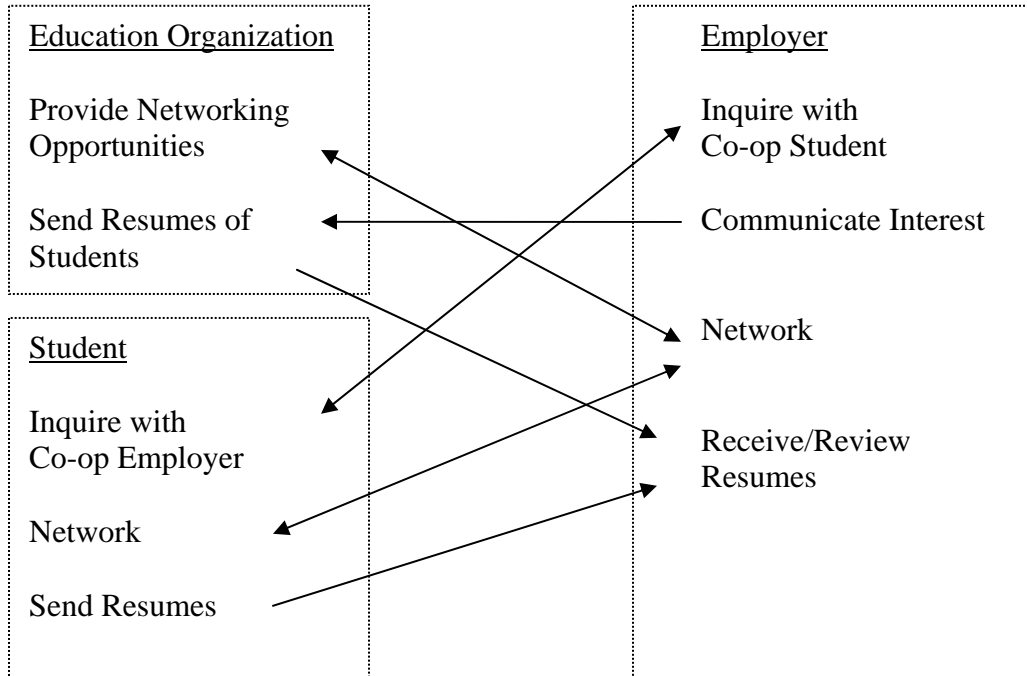 Education Organization
Provide Networking
Opportunities
Send Resumes of
Students
Student
Inquire with
Co-op Employer
Network
Send Resumes
Employer
Inquire with
Co-op Student
Communicate Interest
Network
Receive/Review
Resumes